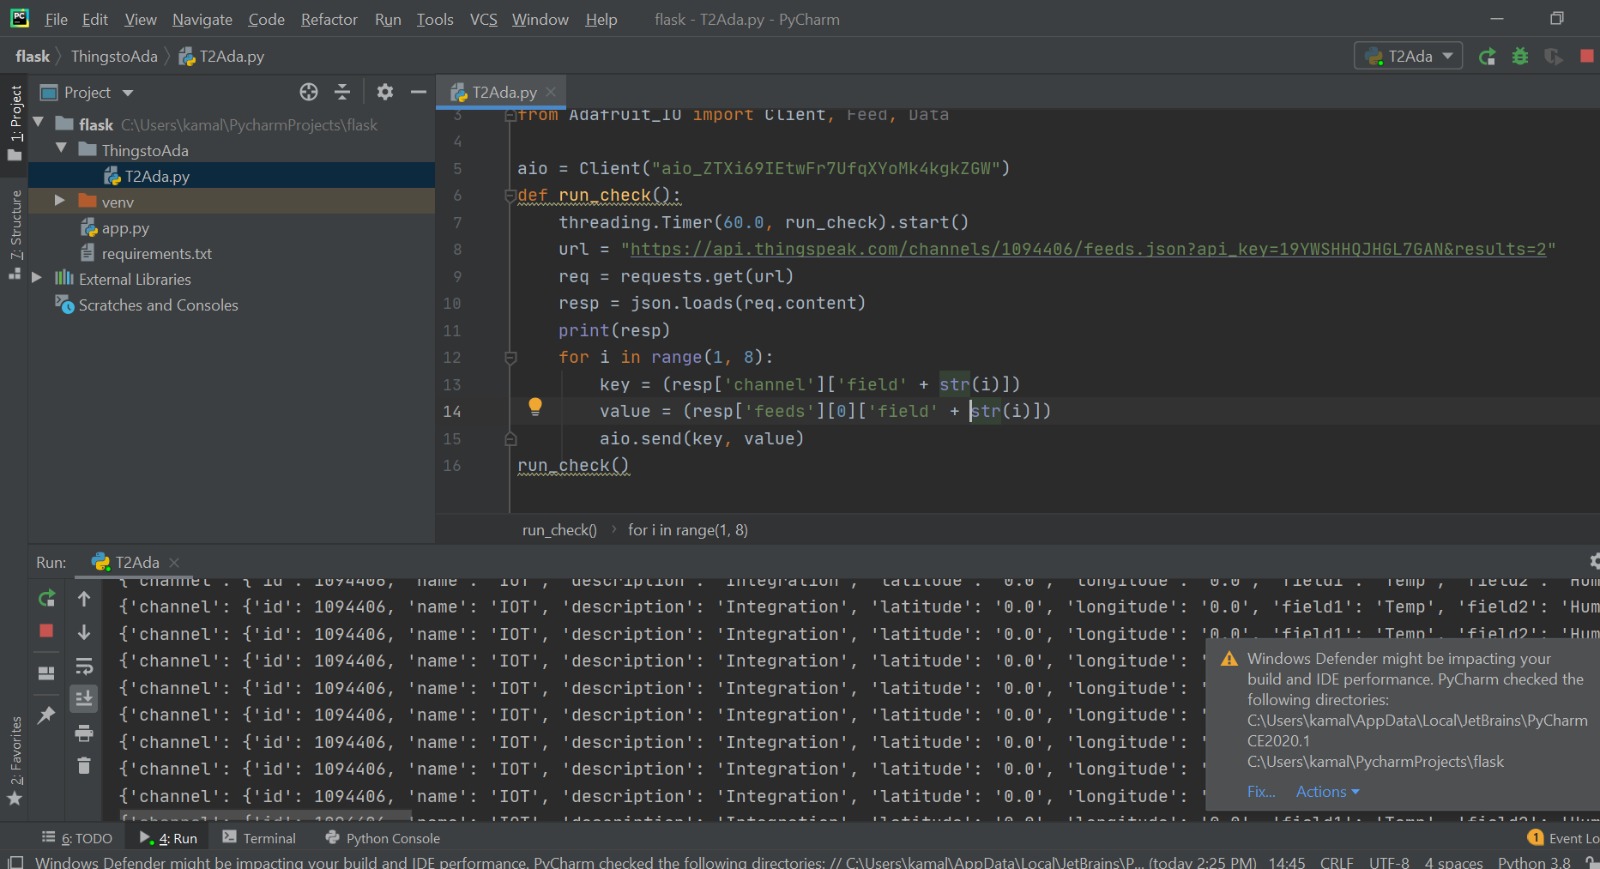 File Edit View Navigate Code Refactor Run Tools VCS Window Help flask - T2Ada.py - PyCharm
flask ThingstoAda T2Ada.py
T2Ada
1: Project
7: Structure
2: Favorites
Project
flask C:\Users\kamal\PycharmProjects\flask
ThingstoAda
T2Ada.py
venv
app.py
requirements.txt
External Libraries
Scratches and Consoles
T2Ada.py
3 from Adafruit_IO import Client, Feed, Data
4
5 aio = Client("aio_ZTXi69IEtwFr7UfqXYoMk4kgkZGW")
6 def run_check():
7 threading.Timer(60.0, run_check).start()
8 url = "https://api.thingspeak.com/channels/1094406/feeds.json?api_key=19YWSHHQJHGL7GAN&results=2"
9 req = requests.get(url)
10 resp = json.loads(req.content)
11 print(resp)
12 for i in range(1, 8):
13 key = (resp['channel']['field' + str(i)])
14 value = (resp['feeds'][0]['field' + str(i)])
15 aio.send(key, value)
16 run_check()
run_check() for i in range(1, 8)
Run: T2Ada
{'channel': {'id': 1094406, 'name': 'IOT', 'description': 'Integration', 'latitude': '0.0', 'longitude': '0.0', 'field1': 'Temp', 'field2': 'Hum
{'channel': {'id': 1094406, 'name': 'IOT', 'description': 'Integration', 'latitude': '0.0', 'longitude': '0.0', 'field1': 'Temp', 'field2': 'Hum
{'channel': {'id': 1094406, 'name': 'IOT', 'description': 'Integration', 'latitude': '0.0', 'longitude': '0.0', 'field1': 'Temp', 'field2': 'Hum
{'channel': {'id': 1094406, 'name': 'IOT', 'description': 'Integration', 'latitude': '0.0', 'longitude': '
{'channel': {'id': 1094406, 'name': 'IOT', 'description': 'Integration', 'latitude': '0.0', 'longitude': '
{'channel': {'id': 1094406, 'name': 'IOT', 'description': 'Integration', 'latitude': '0.0', 'longitude': '
{'channel': {'id': 1094406, 'name': 'IOT', 'description': 'Integration', 'latitude': '0.0', 'longitude': '
{'channel': {'id': 1094406, 'name': 'IOT', 'description': 'Integration', 'latitude': '0.0', 'longitude': '
{'channel': {'id': 1094406, 'name': 'IOT', 'description': 'Integration', 'latitude': '0.0', 'longitude': '
Windows Defender might be impacting your
build and IDE performance. PyCharm checked the
following directories:
C:\Users\kamal\AppData\Local\JetBrains\PyCharm
CE2020.1
C:\Users\kamal\PycharmProjects\flask
Fix... Actions
6: TODO 4: Run Terminal Python Console 1 Event Lo
Windows Defender might be impacting your build and IDE performance. PyCharm checked the following directories: // C:\Users\kamal\AppData\Local\JetBrains\P... (today 2:25 PM) 14:45 CRLF UTF-8 4 spaces Python 3.8